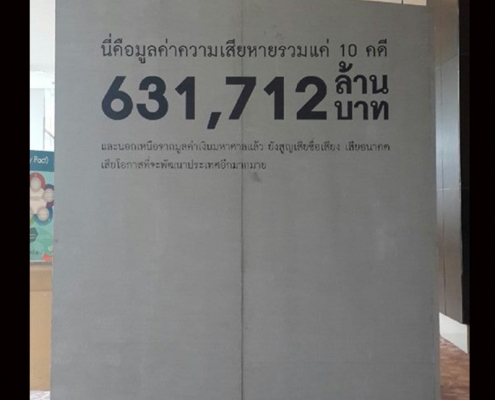 นี่คือมูลค่าความเสียหายรวมแค่ 10 คดี
631,712 ล้านบาท
และนอกเหนือจากมูลค่าเงินมหาศาลแล้ว ยังสูญเสียชื่อเสียง เสียอนาคต
เสียโอกาสที่จะพัฒนาประเทศอีกมากมาย
Fact)